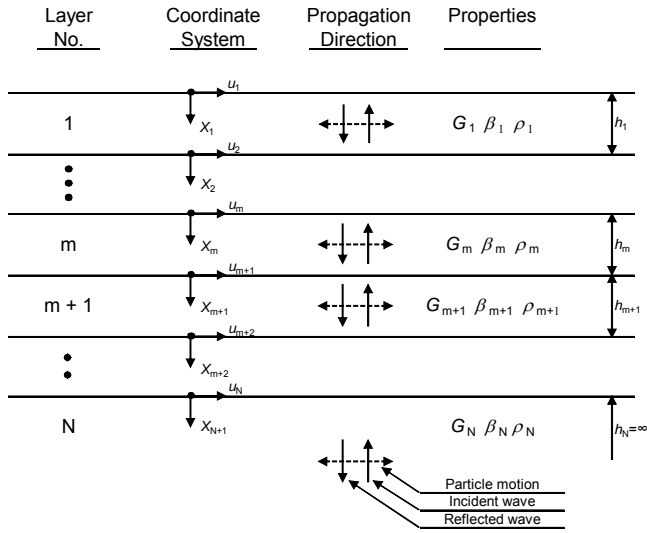 Layer No. Coordinate System Propagation Direction Properties
u1
1 X1 G1 β1 ρ1 h1
u2
X2
um
m Xm Gm βm ρm hm
um+1
m + 1 Xm+1 Gm+1 βm+1 ρm+1 hm+1
um+2
Xm+2
uN
N XN+1 GN βN ρN hN=∞
Particle motion
Incident wave
Reflected wave